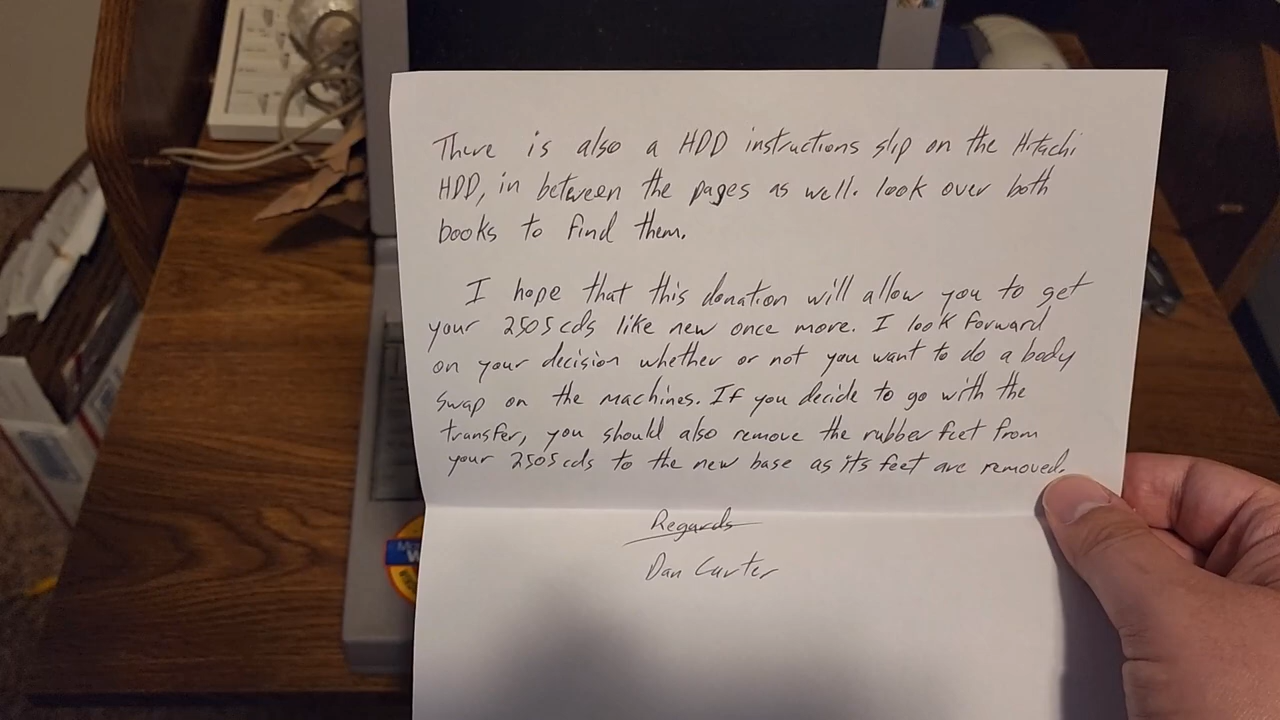 There is also a HDD instructions slip on the Hitachi
HDD, in between the pages as well. look over both
books to find them.
I hope that this donation will allow you to get
your 2505cds like new once more. I look forward
on your decision whether or not you want to do a body
swap on the machines. If you decide to go with the
transfer, you should also remove the rubber feet from
your 2505cds to the new base as its feet are removed.
Regards
Dan Carter